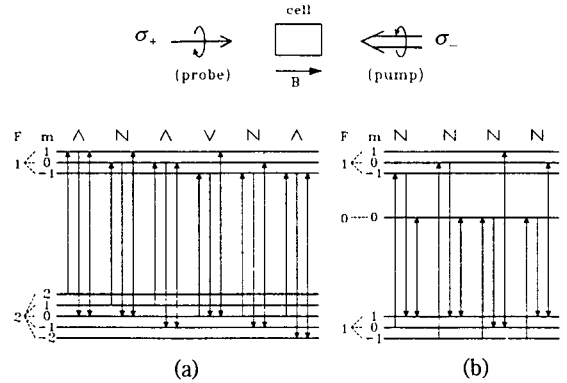 cell
σ₊ σ₋
(probe) B (pump)
F m Λ N Λ V N Λ
1
1 0
-1
2
1
2 0
-1
-2
(a)
F m N N N N
1
1 0
-1
0 0
1
1 0
-1
(b)